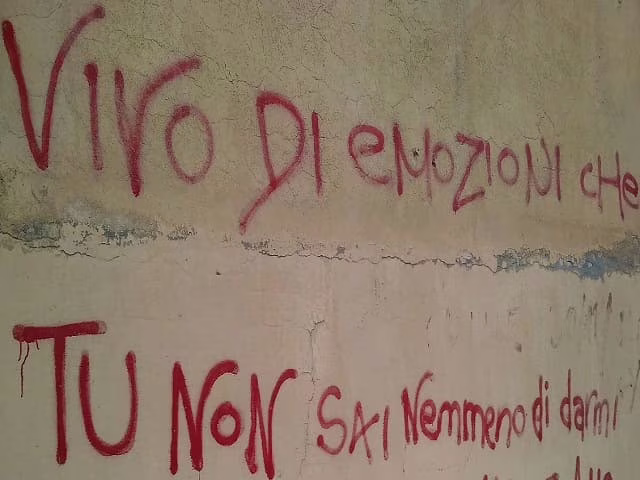 VIVO DI eMOZIONI cHe
TU NoN SAI Nemmeno di darmi